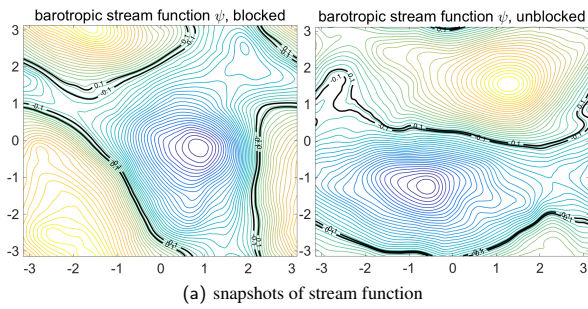 barotropic stream function ψ, blocked
barotropic stream function ψ, unblocked
3
2
1
0
-1
-2
-3
-3 -2 -1 0 1 2 3
3
2
1
0
-1
-2
-3
-3 -2 -1 0 1 2 3
(a) snapshots of stream function